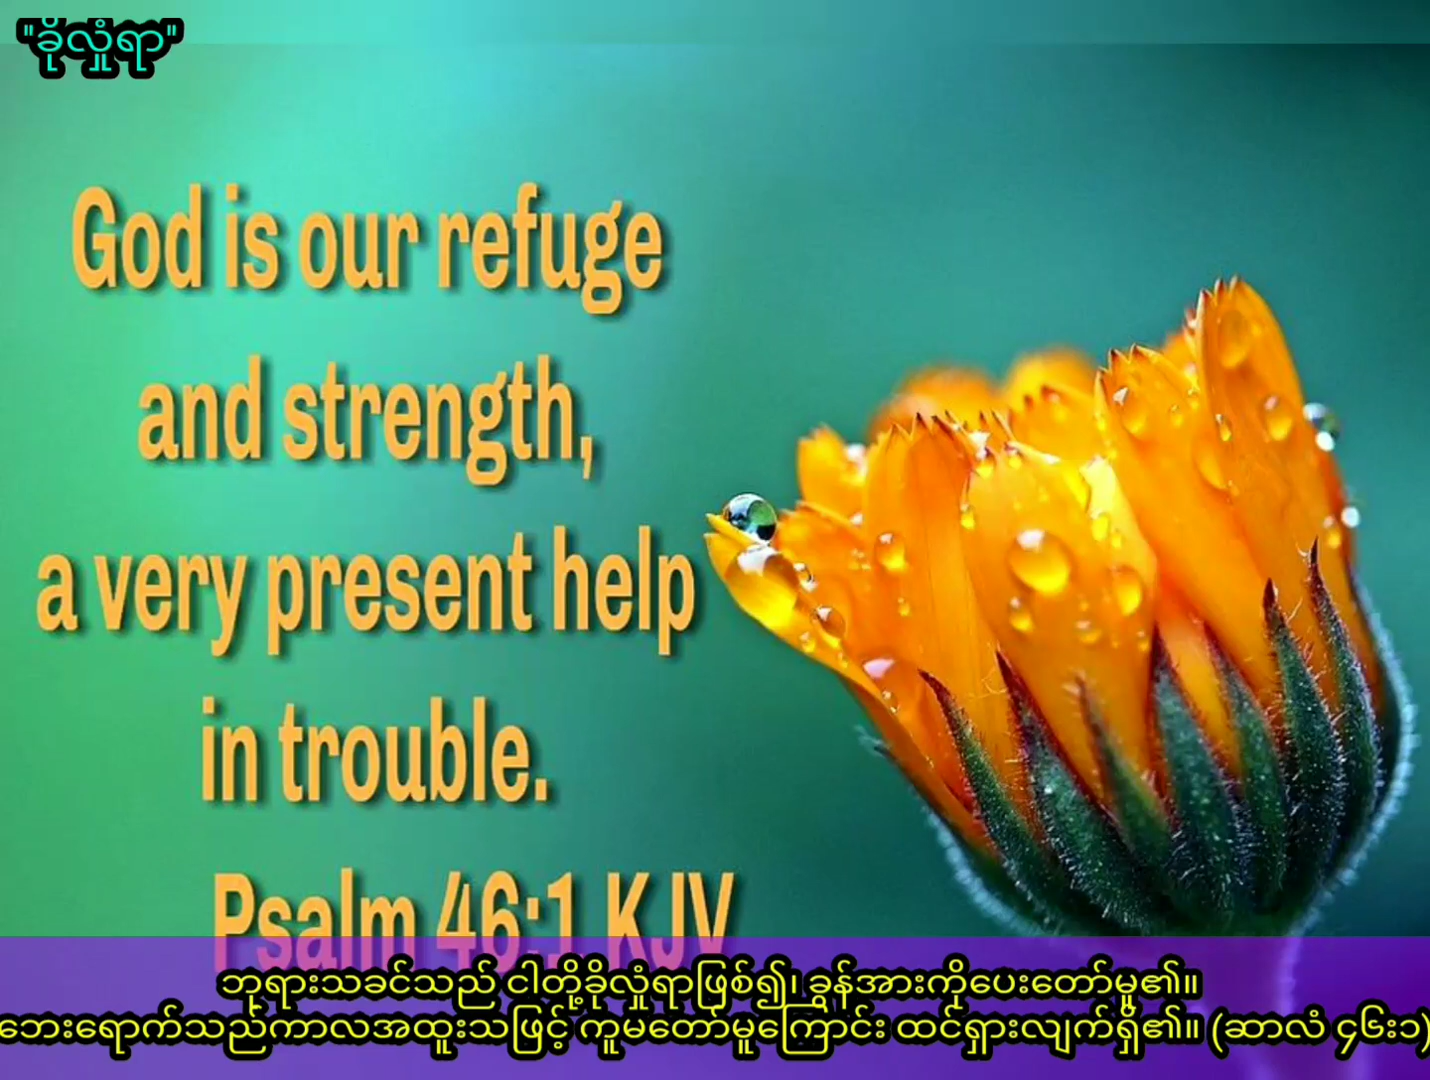 "ခိုလှုံရာ"
God is our refuge
and strength,
a very present help
in trouble.
Psalm 46:1 KJV
ဘုရားသခင်သည် ငါတို့ခိုလှုံရာဖြစ်၍၊ ခွန်အားကိုပေးတော်မူ၏။
ဘေးရောက်သည်ကာလအထူးသဖြင့် ကူမတော်မူကြောင်း ထင်ရှားလျက်ရှိ၏။ (ဆာလံ ၄၆း၁)